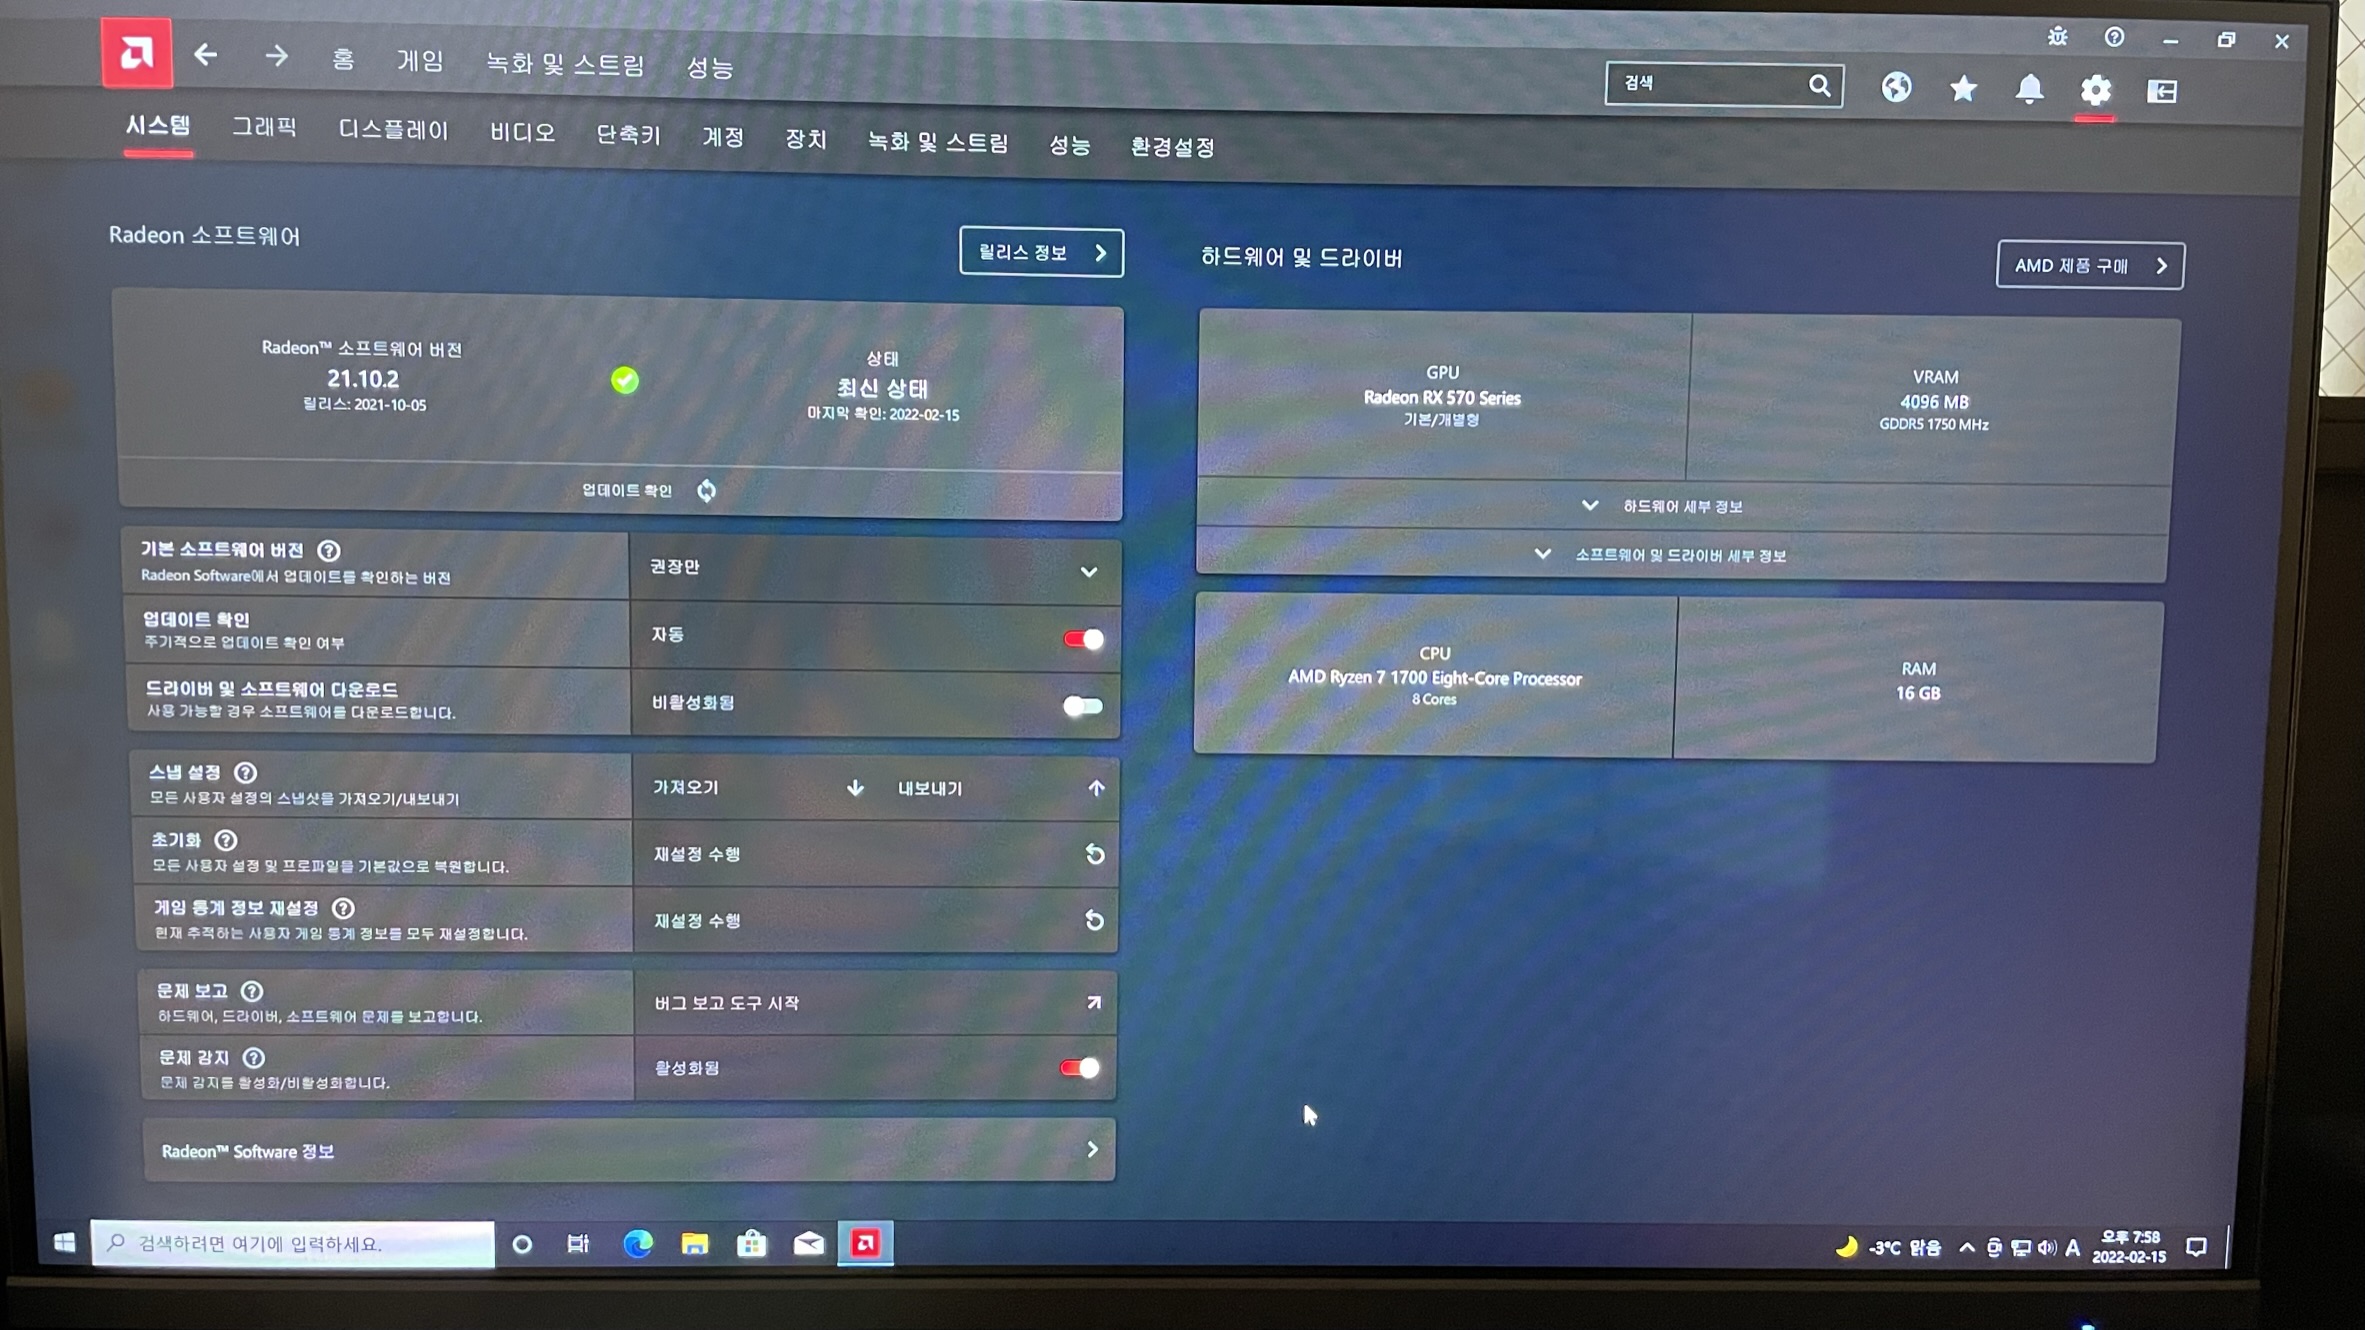 홈 게임 녹화 및 스트림 성능
검색
시스템 그래픽 디스플레이 비디오 단축키 계정 장치 녹화 및 스트림 성능 환경설정
Radeon 소프트웨어
릴리스 정보
Radeon™ 소프트웨어 버전
21.10.2
릴리스: 2021-10-05
상태
최신 상태
마지막 확인: 2022-02-15
업데이트 확인
기본 소프트웨어 버전
Radeon Software에서 업데이트를 확인하는 버전
권장만
업데이트 확인
주기적으로 업데이트 확인 여부
자동
드라이버 및 소프트웨어 다운로드
사용 가능할 경우 소프트웨어를 다운로드합니다.
비활성화됨
스냅 설정
모든 사용자 설정의 스냅샷을 가져오기/내보내기
가져오기 내보내기
초기화
모든 사용자 설정 및 프로파일을 기본값으로 복원합니다.
재설정 수행
게임 통계 정보 재설정
현재 추적하는 사용자 게임 통계 정보를 모두 재설정합니다.
재설정 수행
문제 보고
하드웨어, 드라이버, 소프트웨어 문제를 보고합니다.
버그 보고 도구 시작
문제 감지
문제 감지를 활성화/비활성화합니다.
활성화됨
Radeon™ Software 정보
하드웨어 및 드라이버
AMD 제품 구매
GPU
Radeon RX 570 Series
기본/개별형
VRAM
4096 MB
GDDR5 1750 MHz
하드웨어 세부 정보
소프트웨어 및 드라이버 세부 정보
CPU
AMD Ryzen 7 1700 Eight-Core Processor
8 Cores
RAM
16 GB
검색하려면 여기에 입력하세요.
-3°C 맑음
A
오후 7:58
2022-02-15